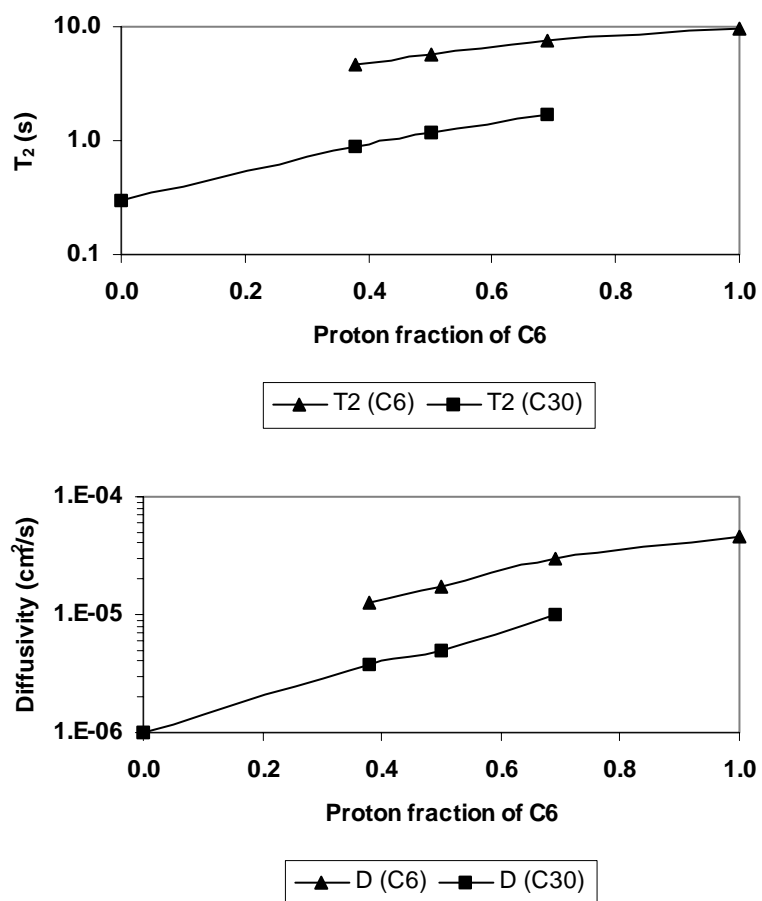 10.0
1.0
0.1
T₂ (s)
0.0 0.2 0.4 0.6 0.8 1.0
Proton fraction of C6
T2 (C6) T2 (C30)
1.E-04
1.E-05
1.E-06
Diffusivity (cm²/s)
0.0 0.2 0.4 0.6 0.8 1.0
Proton fraction of C6
D (C6) D (C30)